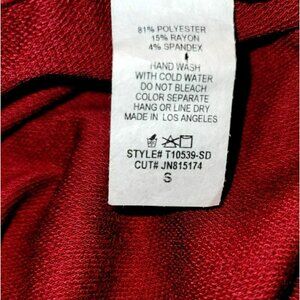 81% POLYESTER
15% RAYON
4% SPANDEX
HAND WASH
WITH COLD WATER
DO NOT BLEACH
COLOR SEPARATE
HANG OR LINE DRY
MADE IN LOS ANGELES
STYLE# T10539-SD
CUT# JN815174
S